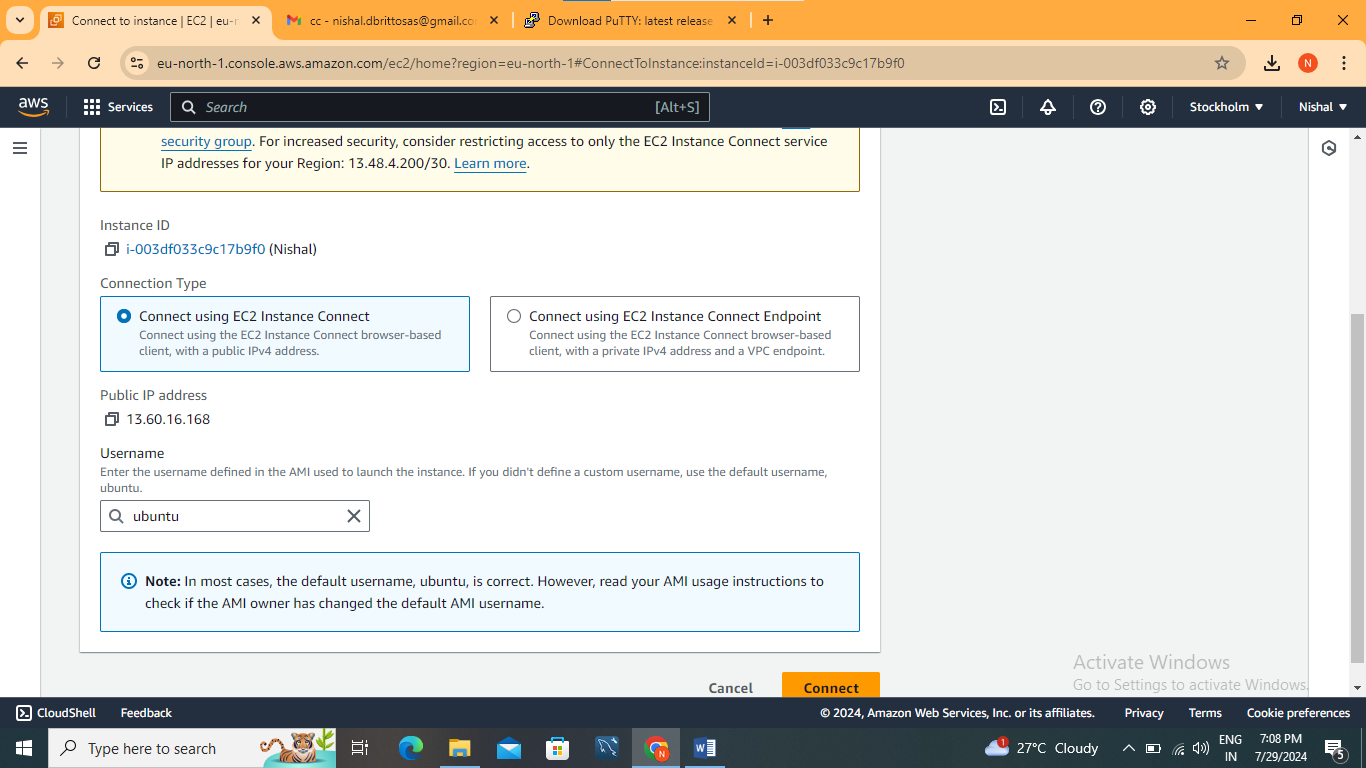 Connect to instance | EC2 | eu-n
cc - nishal.dbrittosas@gmail.co
Download PuTTY: latest release
eu-north-1.console.aws.amazon.com/ec2/home?region=eu-north-1#ConnectToInstance:instanceId=i-003df033c9c17b9f0
N
aws
Services
Search
[Alt+S]
Stockholm
Nishal
security group. For increased security, consider restricting access to only the EC2 Instance Connect service
IP addresses for your Region: 13.48.4.200/30. Learn more.
Instance ID
i-003df033c9c17b9f0 (Nishal)
Connection Type
Connect using EC2 Instance Connect
Connect using the EC2 Instance Connect browser-based
client, with a public IPv4 address.
Connect using EC2 Instance Connect Endpoint
Connect using the EC2 Instance Connect browser-based
client, with a private IPv4 address and a VPC endpoint.
Public IP address
13.60.16.168
Username
Enter the username defined in the AMI used to launch the instance. If you didn't define a custom username, use the default username,
ubuntu.
ubuntu
Note: In most cases, the default username, ubuntu, is correct. However, read your AMI usage instructions to
check if the AMI owner has changed the default AMI username.
Cancel
Connect
Activate Windows
Go to Settings to activate Windows.
CloudShell
Feedback
© 2024, Amazon Web Services, Inc. or its affiliates.
Privacy
Terms
Cookie preferences
Type here to search
N
W
1
27°C Cloudy
ENG
IN
7:08 PM
7/29/2024
5